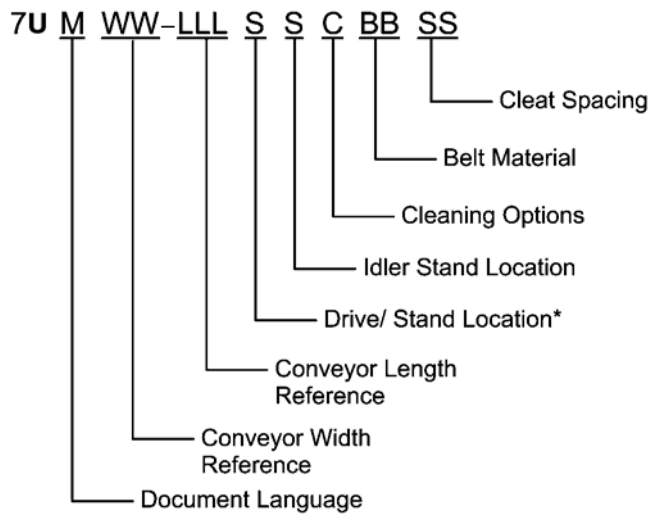 7U M WW-LLL S S C BB SS
Cleat Spacing
Belt Material
Cleaning Options
Idler Stand Location
Drive/ Stand Location*
Conveyor Length
Reference
Conveyor Width
Reference
Document Language